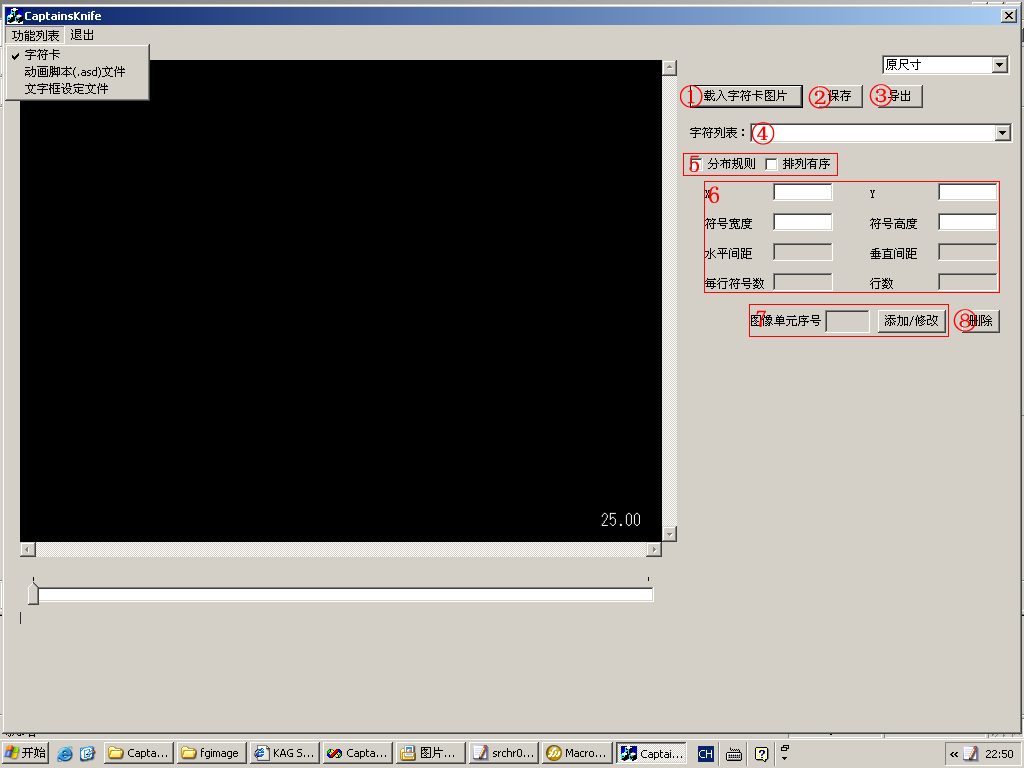 CaptainsKnife
功能列表 退出
✓ 字符卡
动画脚本(.asd)文件
文字框设定文件
原尺寸
① 载入字符卡图片 ② 保存 ③ 导出
字符列表： ④
5 分布规则 排列有序
6 Y
符号宽度 符号高度
水平间距 垂直间距
每行符号数 行数
7 图像单元序号 添加/修改 ⑧ 删除
25.00
开始 Capta... fgimage KAG S... Capta... 图片... srchr0... Macro... Captai... CH « 22:50